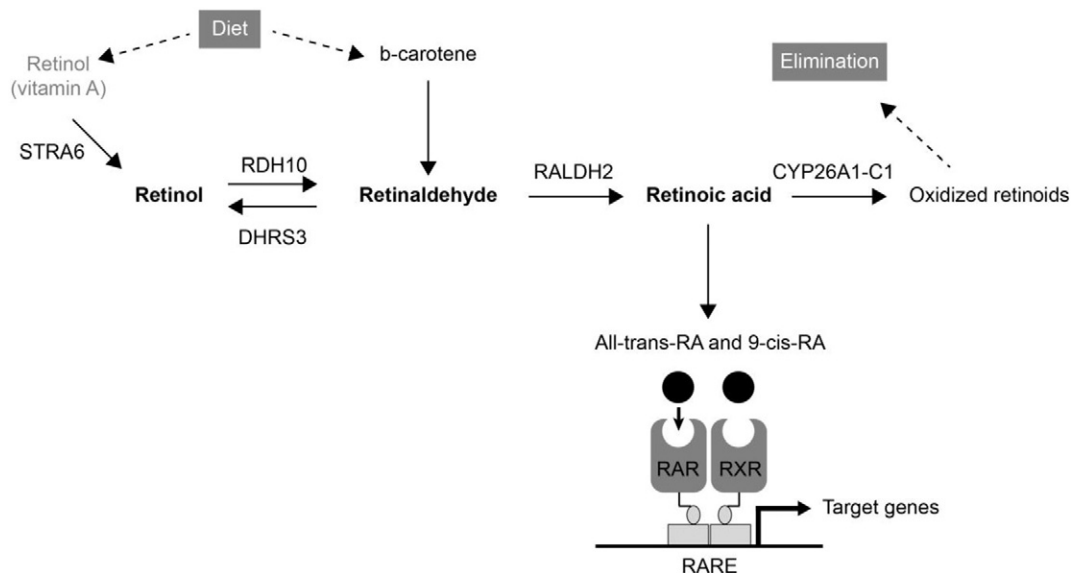 Diet
Retinol
(vitamin A)
b-carotene
Elimination
STRA6
RDH10
RALDH2
CYP26A1-C1
Retinol
Retinaldehyde
Retinoic acid
Oxidized retinoids
DHRS3
All-trans-RA and 9-cis-RA
RAR
RXR
Target genes
RARE